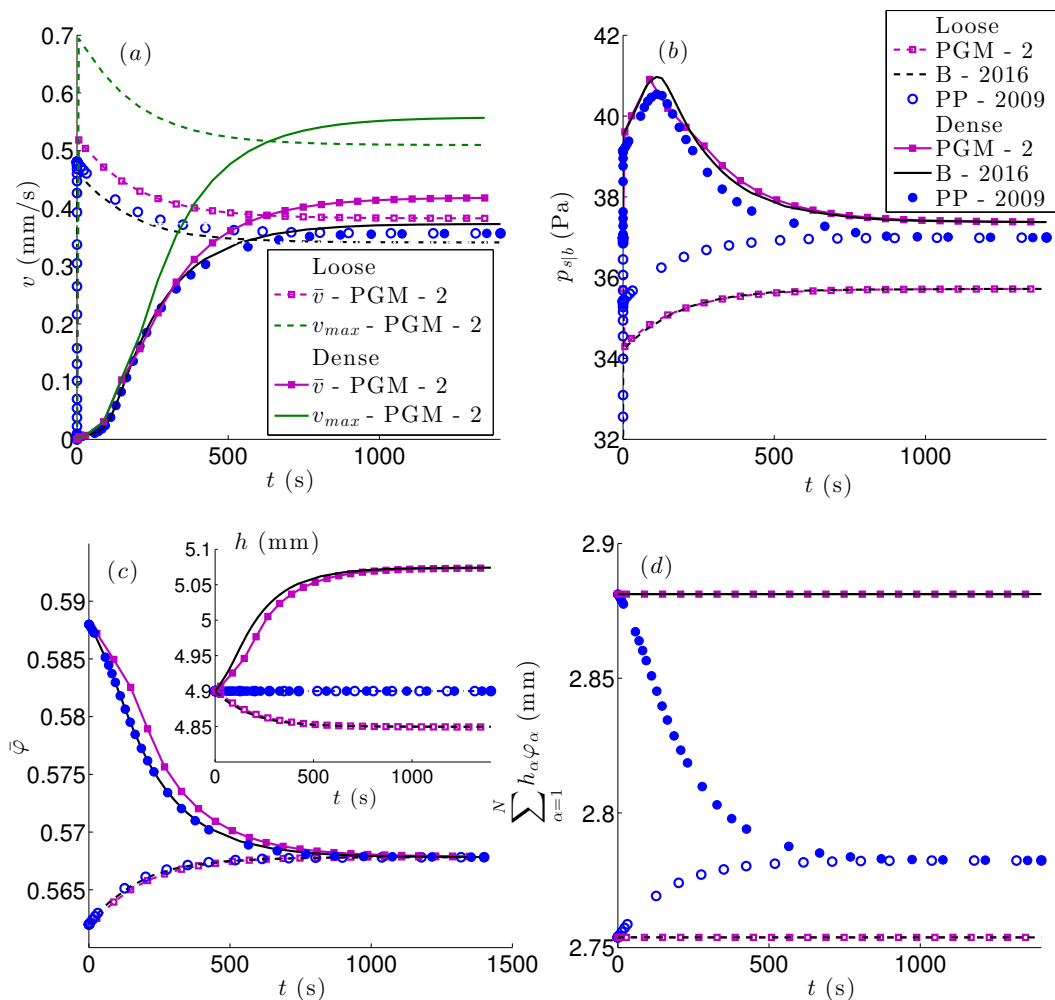 (a)
v (mm/s)
0.7
0.6
0.5
0.4
0.3
0.2
0.1
0
0 500 1000
t (s)
Loose
v̄ - PGM - 2
v_max - PGM - 2
Dense
v̄ - PGM - 2
v_max - PGM - 2
(b)
p_s|b (Pa)
42
40
38
36
34
32
0 500 1000
t (s)
Loose
PGM - 2
B - 2016
PP - 2009
Dense
PGM - 2
B - 2016
PP - 2009
(c)
φ̄
0.59
0.585
0.58
0.575
0.57
0.565
0 500 1000 1500
t (s)
h (mm)
5.1
5.05
5
4.95
4.9
4.85
0 500 1000
t (s)
(d)
∑_{α=1}^{N} h_α φ_α (mm)
2.9
2.85
2.8
2.75
0 500 1000
t (s)